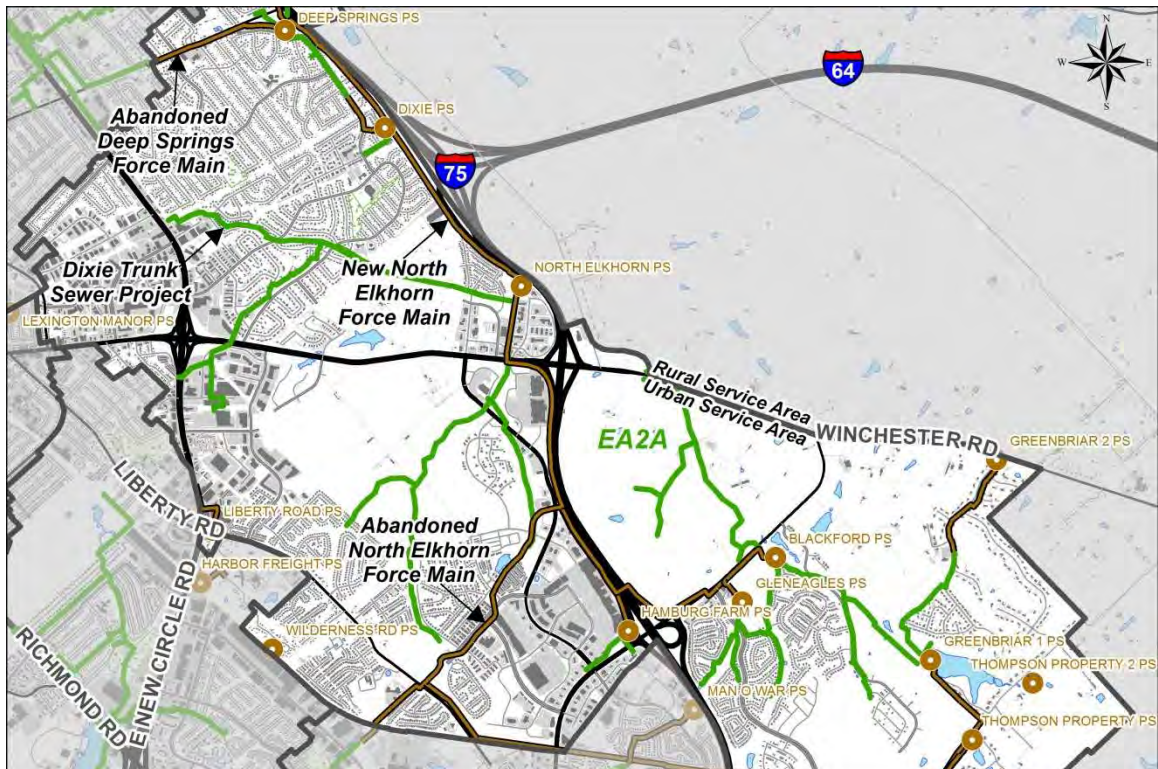 DEEP SPRINGS PS
N
W
E
S
64
Abandoned
Deep Springs
Force Main
DIXIE PS
75
Dixie Trunk
Sewer Project
New North
Elkhorn
Force Main
NORTH ELKHORN PS
LEXINGTON MANOR PS
Rural Service Area
Urban Service Area
WINCHESTER RD
EA2A
GREENBRIAR 2 PS
LIBERTY RD
LIBERTY ROAD PS
Abandoned
North Elkhorn
Force Main
BLACKFORD PS
HARBOR FREIGHT PS
GLENEAGLES PS
E NEW CIRCLE RD
RICHMOND RD
WILDERNESS RD PS
HAMBURG FARM PS
GREENBRIAR 1 PS
THOMPSON PROPERTY 2 PS
MAN O WAR PS
THOMPSON PROPERTY PS